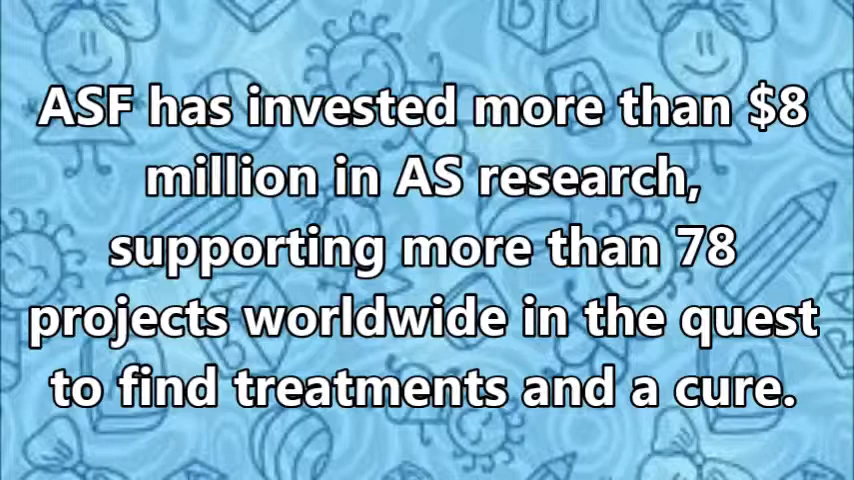 ASF has invested more than $8
million in AS research,
supporting more than 78
projects worldwide in the quest
to find treatments and a cure.